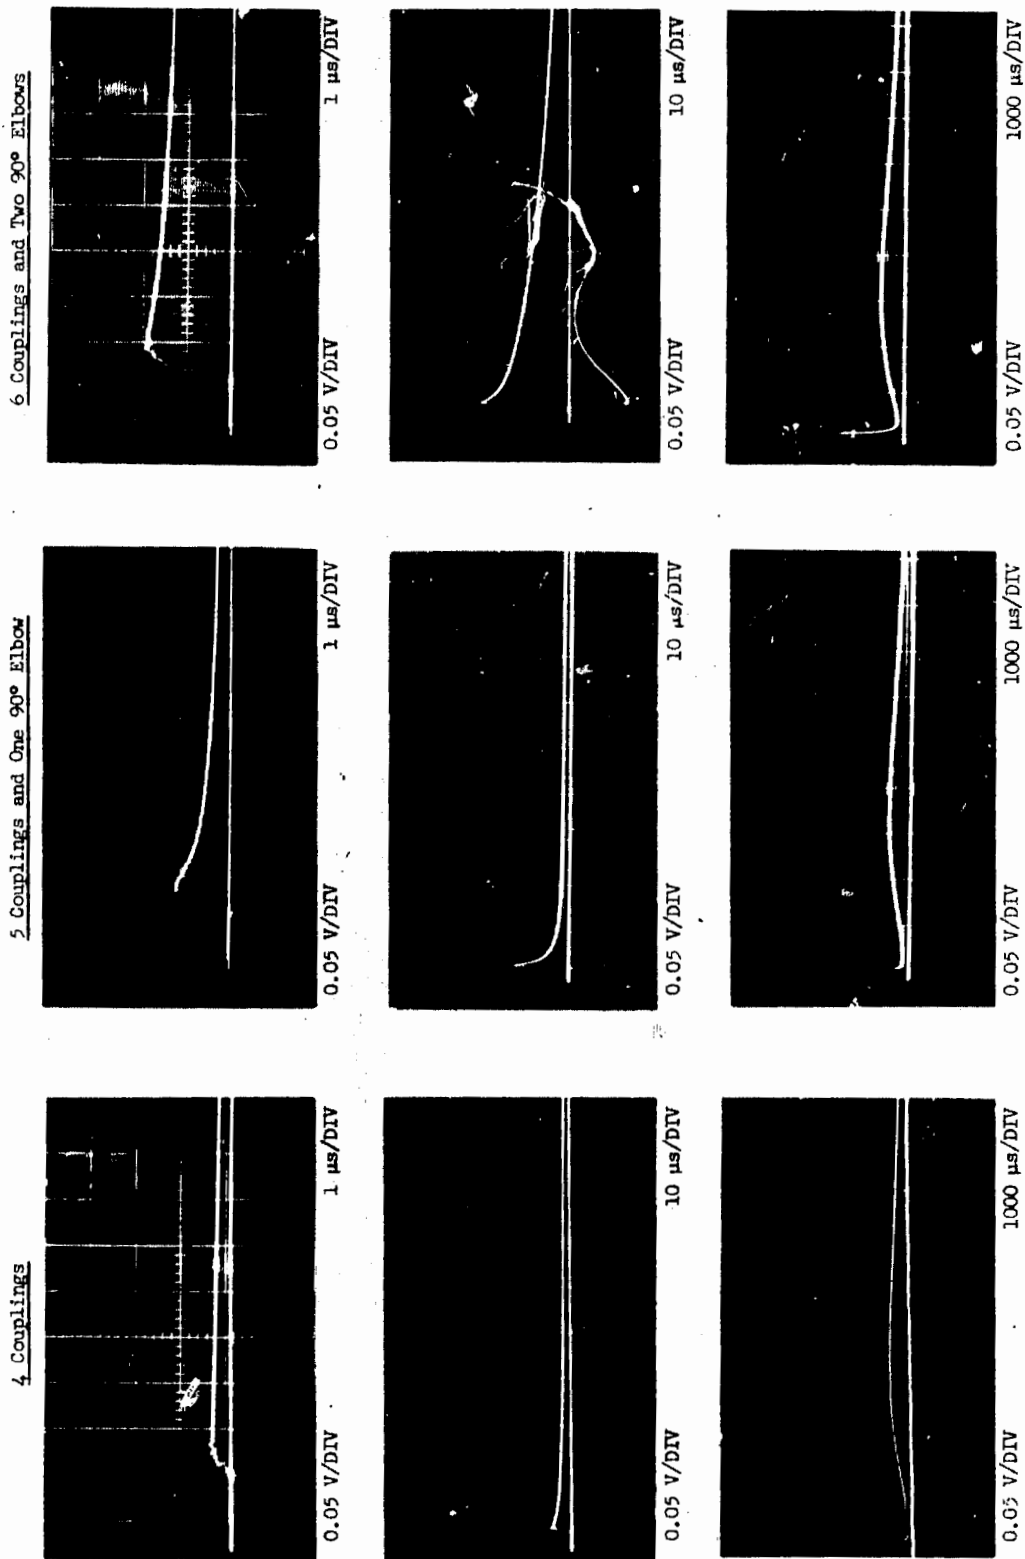 4 Couplings
0.05 V/DIV 1 µs/DIV
0.05 V/DIV 10 µs/DIV
0.05 V/DIV 1000 µs/DIV
5 Couplings and One 90° Elbow
0.05 V/DIV 1 µs/DIV
0.05 V/DIV 10 µs/DIV
0.05 V/DIV 1000 µs/DIV
6 Couplings and Two 90° Elbows
0.05 V/DIV 1 µs/DIV
0.05 V/DIV 10 µs/DIV
0.05 V/DIV 1000 µs/DIV